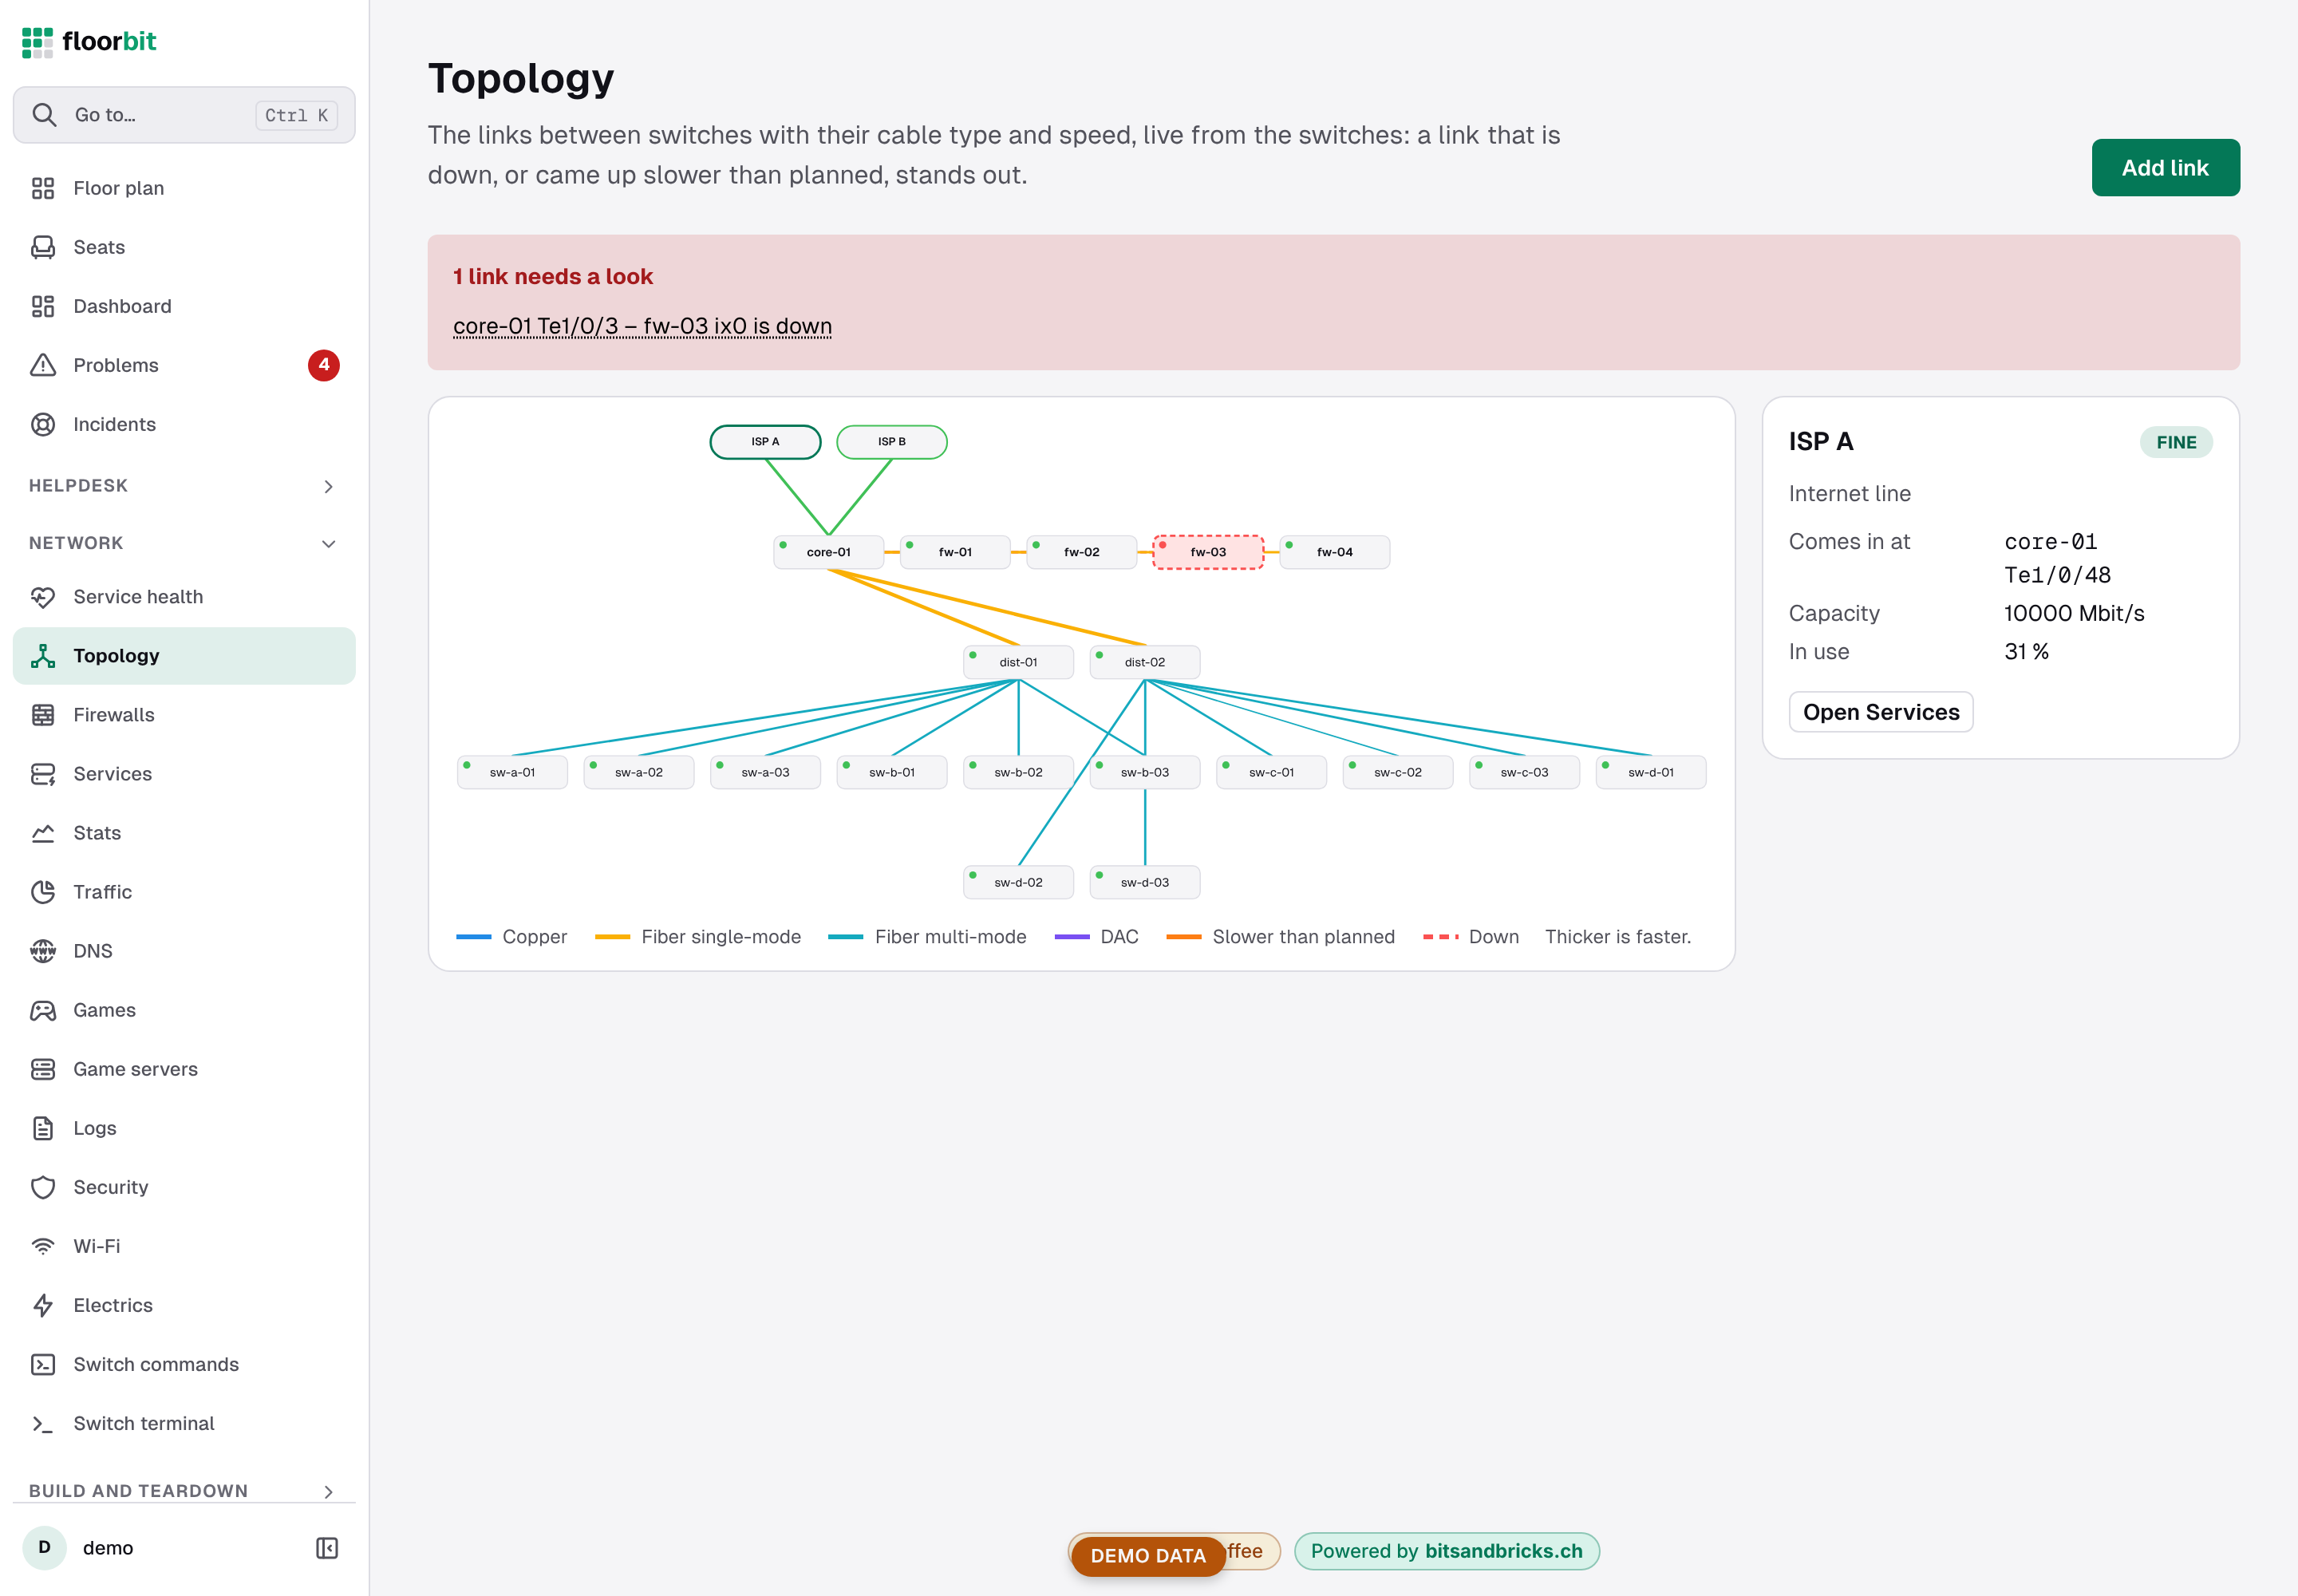 floorbit
Go to...
Ctrl K
Floor plan
Seats
Dashboard
Problems
4
Incidents
HELPDESK
NETWORK
Service health
Topology
Firewalls
Services
Stats
Traffic
DNS
Games
Game servers
Logs
Security
Wi-Fi
Electrics
Switch commands
Switch terminal
BUILD AND TEARDOWN
D
demo
Topology
The links between switches with their cable type and speed, live from the switches: a link that is
down, or came up slower than planned, stands out.
Add link
1 link needs a look
core-01 Te1/0/3 – fw-03 ix0 is down
ISP A
ISP B
core-01
fw-01
fw-02
fw-03
fw-04
dist-01
dist-02
sw-a-01
sw-a-02
sw-a-03
sw-b-01
sw-b-02
sw-b-03
sw-c-01
sw-c-02
sw-c-03
sw-d-01
sw-d-02
sw-d-03
Copper
Fiber single-mode
Fiber multi-mode
DAC
Slower than planned
Down
Thicker is faster.
ISP A
FINE
Internet line
Comes in at
core-01
Te1/0/48
Capacity
10000 Mbit/s
In use
31 %
Open Services
DEMO DATA
Powered by bitsandbricks.ch